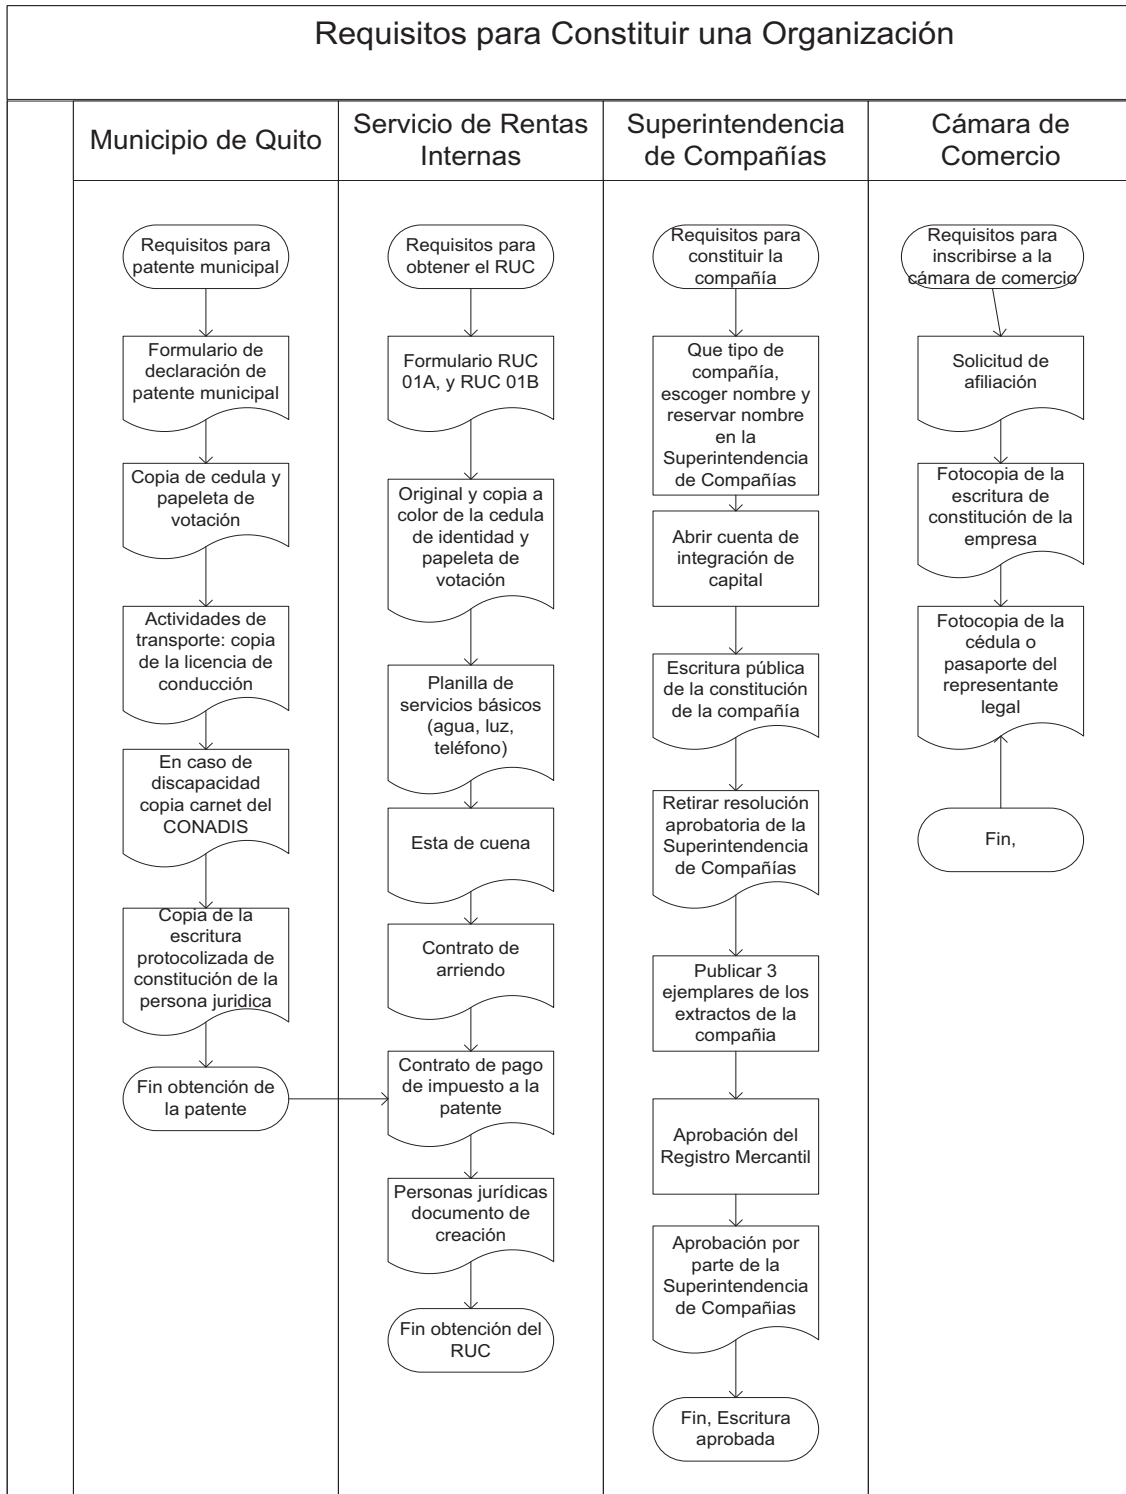 Requisitos para Constituir una Organización
Municipio de Quito
Servicio de Rentas
Internas
Superintendencia
de Compañías
Cámara de
Comercio
Requisitos para
patente municipal
Formulario de
declaración de
patente municipal
Copia de cedula y
papeleta de
votación
Actividades de
transporte: copia
de la licencia de
conducción
En caso de
discapacidad
copia carnet del
CONADIS
Copia de la
escritura
protocolizada de
constitución de la
persona juridica
Fin obtención de
la patente
Requisitos para
obtener el RUC
Formulario RUC
01A, y RUC 01B
Original y copia a
color de la cedula
de identidad y
papeleta de
votación
Planilla de
servicios básicos
(agua, luz,
teléfono)
Esta de cuena
Contrato de
arriendo
Contrato de pago
de impuesto a la
patente
Personas jurídicas
documento de
creación
Fin obtención del
RUC
Requisitos para
constituir la
compañía
Que tipo de
compañía,
escoger nombre y
reservar nombre
en la
Superintendencia
de Compañías
Abrir cuenta de
integración de
capital
Escritura pública
de la constitución
de la compañía
Retirar resolución
aprobatoria de la
Superintendencia
de Compañías
Publicar 3
ejemplares de los
extractos de la
compañia
Aprobación del
Registro Mercantil
Aprobación por
parte de la
Superintendencia
de Compañias
Fin, Escritura
aprobada
Requisitos para
inscribirse a la
cámara de comercio
Solicitud de
afiliación
Fotocopia de la
escritura de
constitución de la
empresa
Fotocopia de la
cédula o
pasaporte del
representante
legal
Fin,